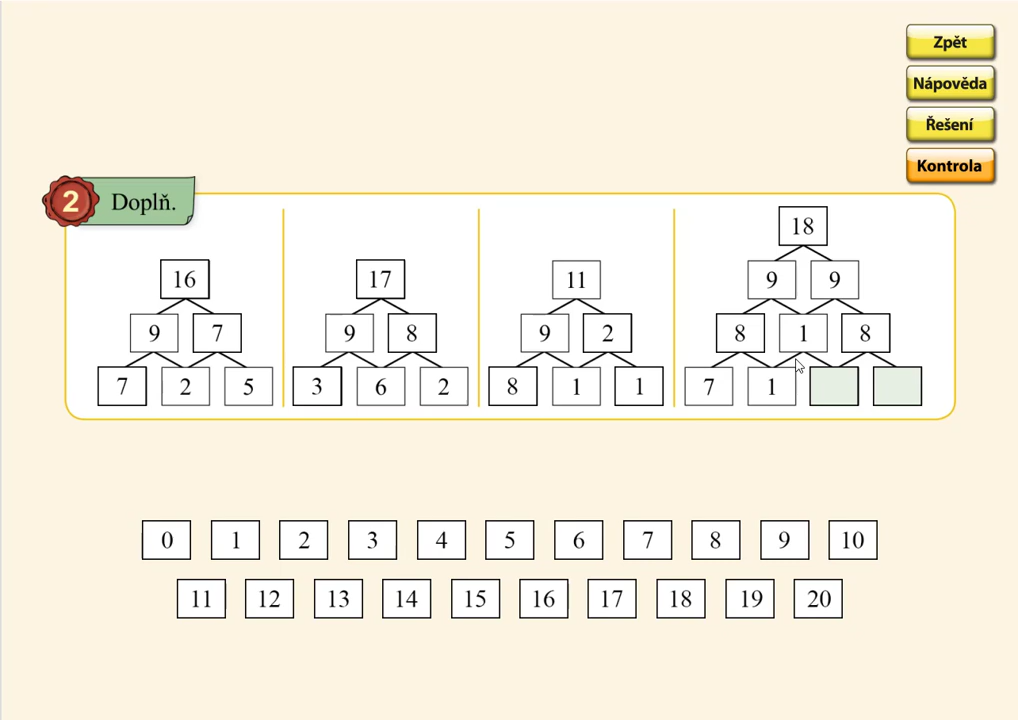 Zpět
Nápověda
Řešení
Kontrola
2 Doplň.
18
16 17 11 9 9
9 7 9 8 9 2 8 1 8
7 2 5 3 6 2 8 1 1 7 1
0 1 2 3 4 5 6 7 8 9 10
11 12 13 14 15 16 17 18 19 20